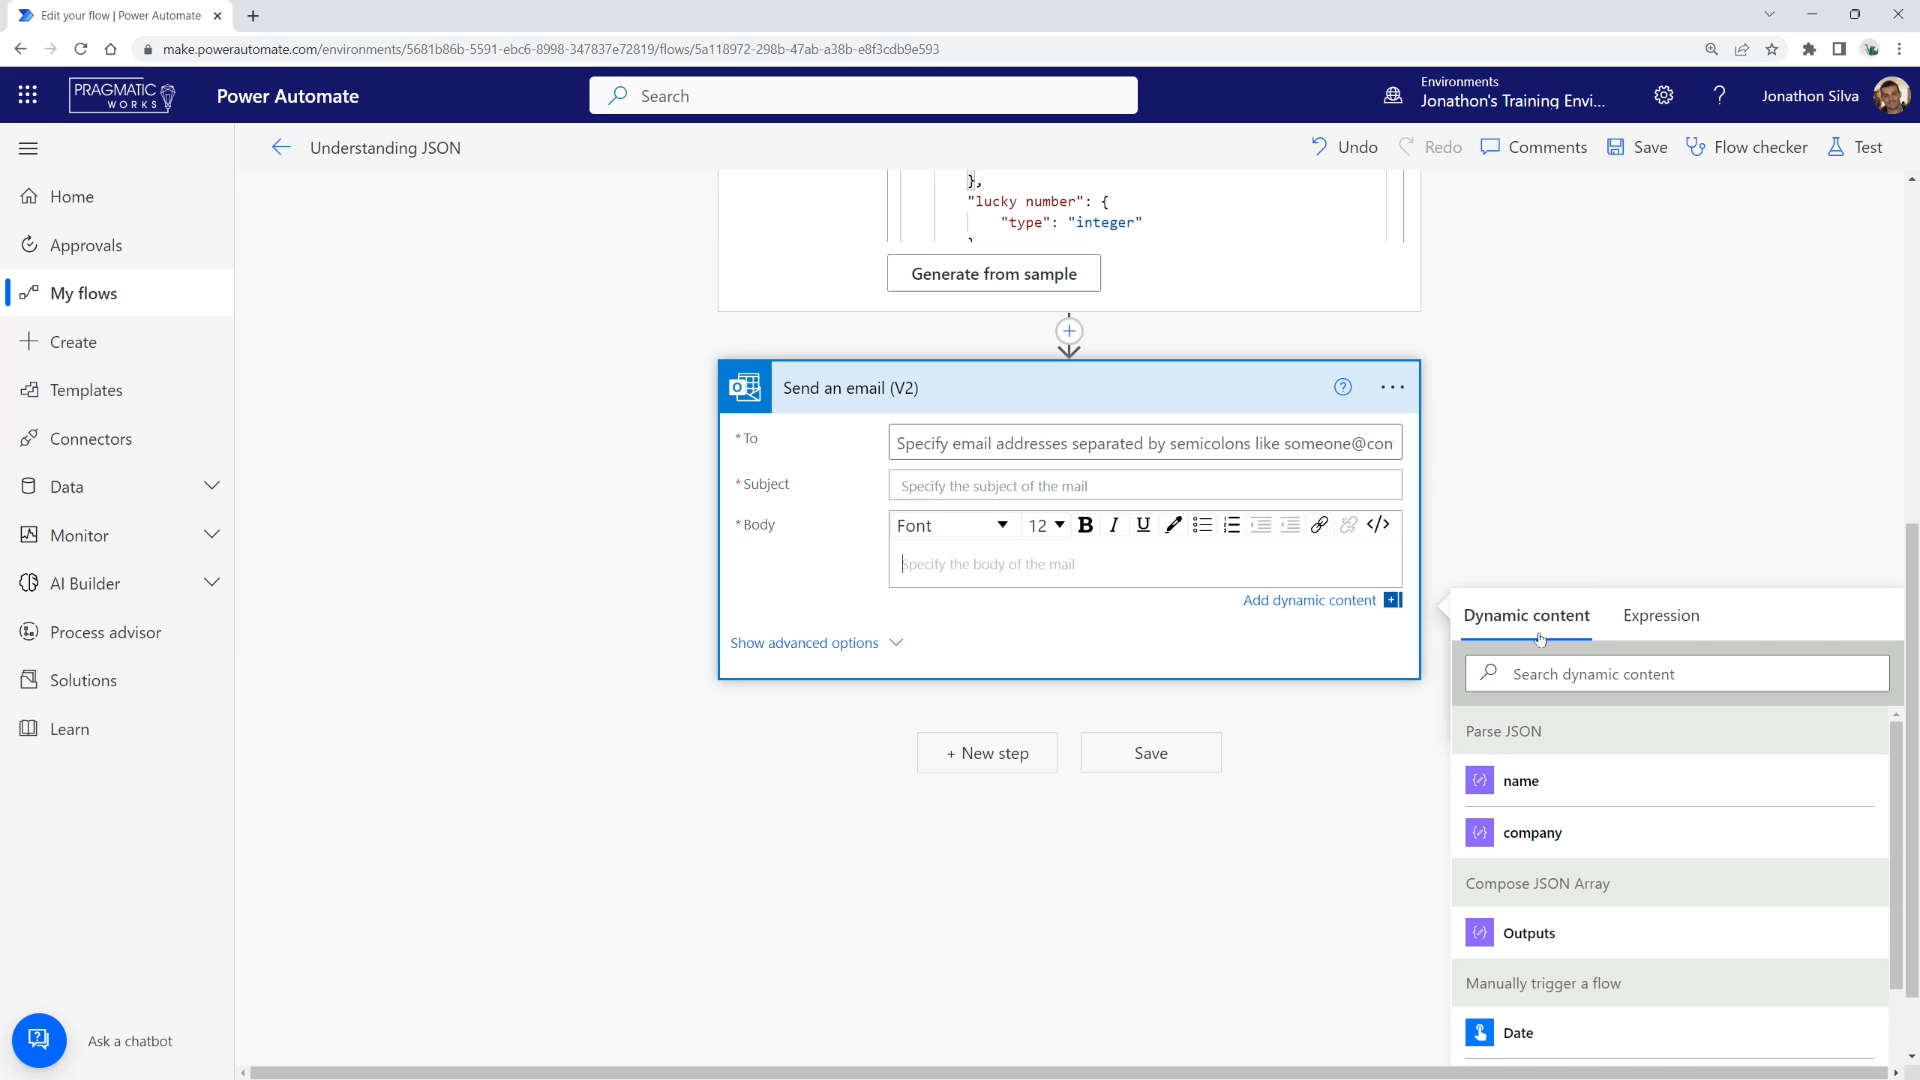 Edit your flow | Power Automate
make.powerautomate.com/environments/5681b86b-5591-ebc6-8998-347837e72819/flows/5a118972-298b-47ab-a38b-e8f3cdb9e593
PRAGMATIC
WORKS
Power Automate
Search
Environments
Jonathon's Training Envi...
?
Jonathon Silva
Understanding JSON
Undo
Redo
Comments
Save
Flow checker
Test
Home
Approvals
My flows
Create
Templates
Connectors
Data
Monitor
AI Builder
Process advisor
Solutions
Learn
Ask a chatbot
},
"lucky number": {
"type": "integer"
Generate from sample
Send an email (V2)
* To
Specify email addresses separated by semicolons like someone@con
* Subject
Specify the subject of the mail
* Body
Font
12
B
I
U
</>
Specify the body of the mail
Add dynamic content
Show advanced options
+ New step
Save
Dynamic content
Expression
Search dynamic content
Parse JSON
name
company
Compose JSON Array
Outputs
Manually trigger a flow
Date